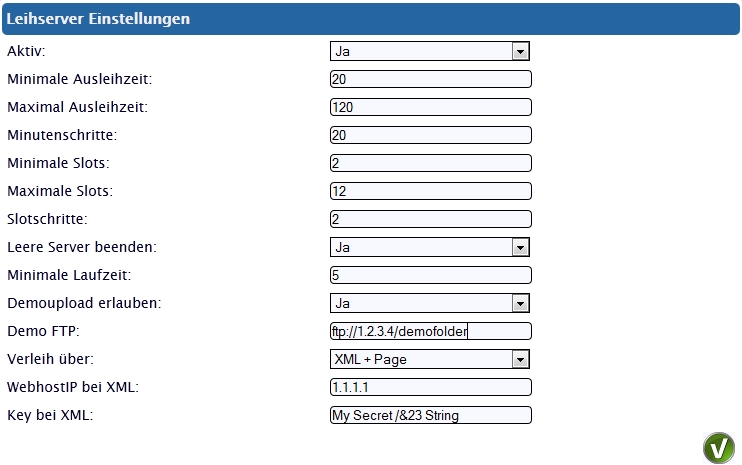 Leihserver Einstellungen
Aktiv: Ja
Minimale Ausleihzeit: 20
Maximal Ausleihzeit: 120
Minutenschritte: 20
Minimale Slots: 2
Maximale Slots: 12
Slotschritte: 2
Leere Server beenden: Ja
Minimale Laufzeit: 5
Demoupload erlauben: Ja
Demo FTP: ftp://1.2.3.4/demofolder
Verleih über: XML + Page
WebhostIP bei XML: 1.1.1.1
Key bei XML: My Secret /&23 String